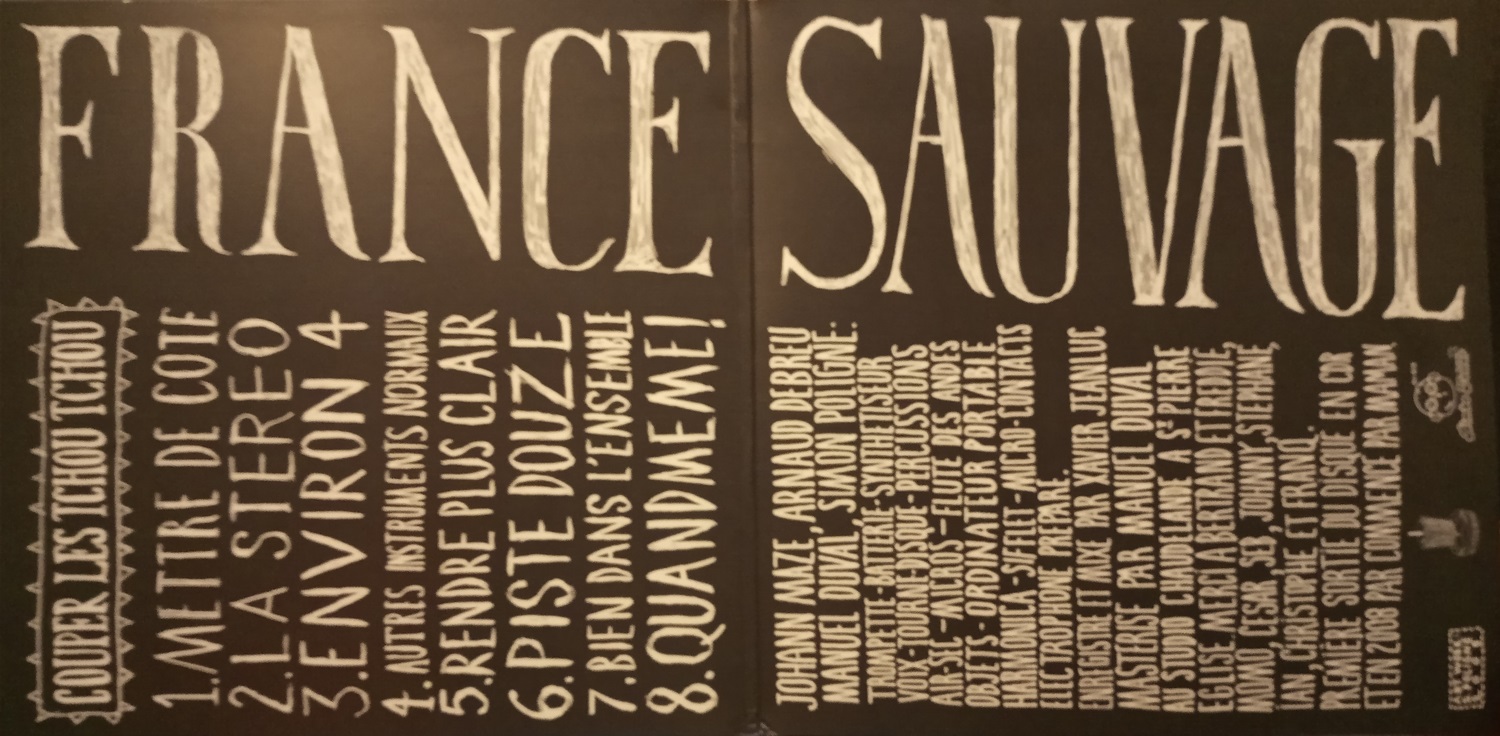 FRANCE SAUVAGE
COUPER LES TCHOU TCHOU
1. METTRE DE COTE
2. LA STEREO
3. ENVIRON 4
4. AUTRES INSTRUMENTS NORMAUX
5. RENDRE PLUS CLAIR
6. PISTE DOUZE
7. BIEN DANS L'ENSEMBLE
8. QUANDMEME!
JOHANN MAZE, ARNAUD DEBREU
MANUEL DUVAL, SIMON POLIGNE:
TROMPETTE-BATTERIE-SYNTHETISEUR
VOIX-TOURNE-DISQUE-PERCUSSIONS
AIR-SEC-MICROS-FLUTE DES ANDES
OBJETS-ORDINATEUR PORTABLE
HARMONICA-SIFFLET-MICRO-CONTACTS
ELECTROPHONE PREPARE.
ENREGISTRE ET MIXE PAR XAVIER JEANLUC
MASTERISE PAR MANUEL DUVAL
AU STUDIO CHAUDELANDE A ST PIERRE
EGLISE. MERCI A BERTRAND ET FREDDIE,
MOMO, CESAR, SEB, JOHNNY, STEPHANE,
IAN, CHRISTOPHE ET FRANQ.
PREMIERE SORTIE DU DISQUE EN CDR
ET EN 2008 PAR COMMENCE PAR MAMAN.